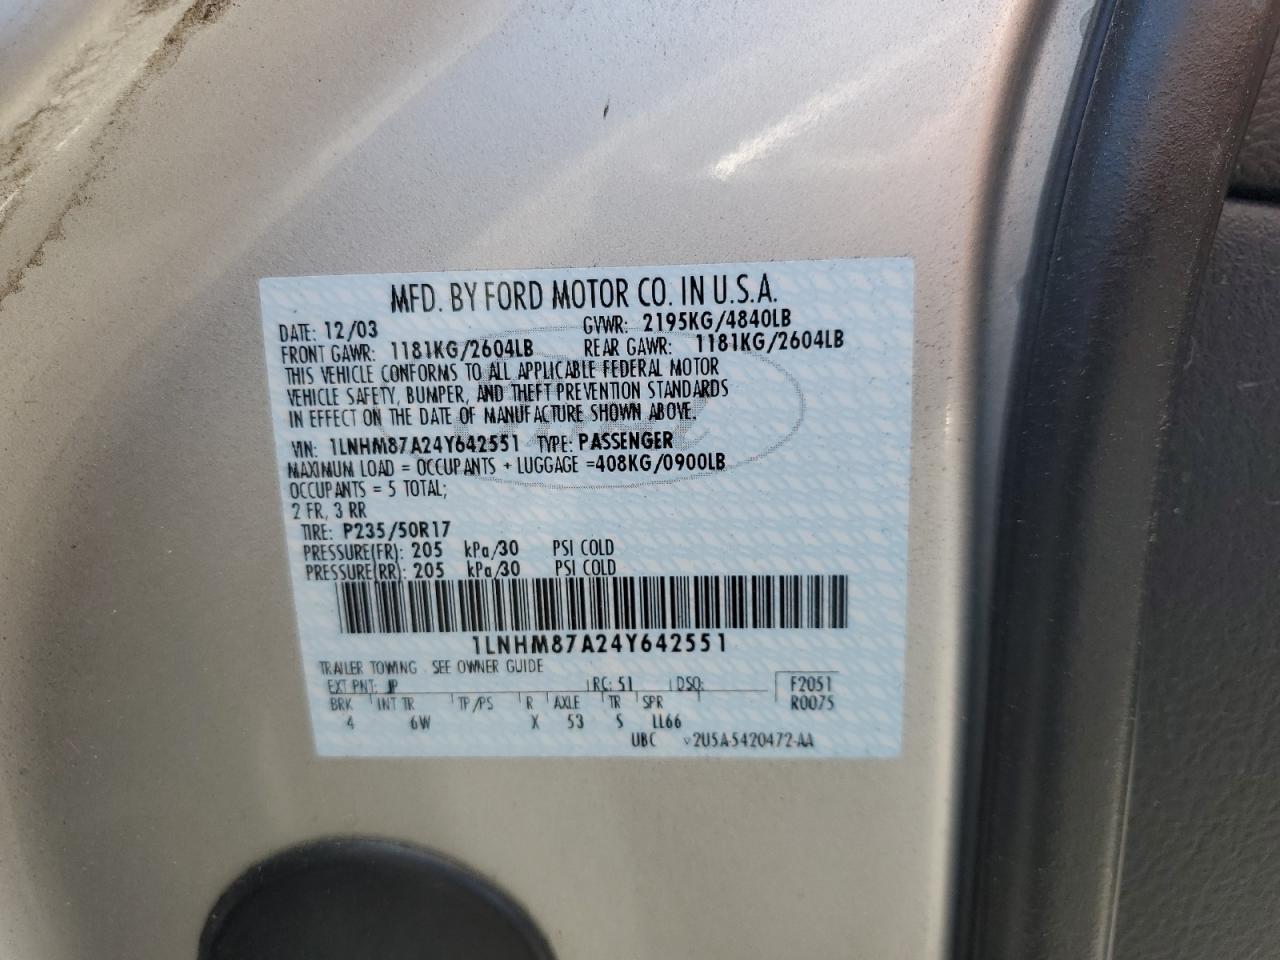 MFD. BY FORD MOTOR CO. IN U.S.A.
DATE: 12/03 GVWR: 2195KG/4840LB
FRONT GAWR: 1181KG/2604LB REAR GAWR: 1181KG/2604LB
THIS VEHICLE CONFORMS TO ALL APPLICABLE FEDERAL MOTOR
VEHICLE SAFETY, BUMPER, AND THEFT PREVENTION STANDARDS
IN EFFECT ON THE DATE OF MANUFACTURE SHOWN ABOVE.
VIN: 1LNHM87A24Y642551 TYPE: PASSENGER
MAXIMUM LOAD = OCCUPANTS + LUGGAGE =408KG/0900LB
OCCUPANTS = 5 TOTAL;
2 FR, 3 RR
TIRE: P235/50R17
PRESSURE(FR): 205 kPa/30 PSI COLD
PRESSURE(RR): 205 kPa/30 PSI COLD
1LNHM87A24Y642551
TRAILER TOWING - SEE OWNER GUIDE
EXT PNT: JP RC: 51 DSO: F2051
BRK INT TR TP/PS R AXLE TR SPR R0075
4 6W X 53 S LL66
UBC v2U5A-5420472-AA